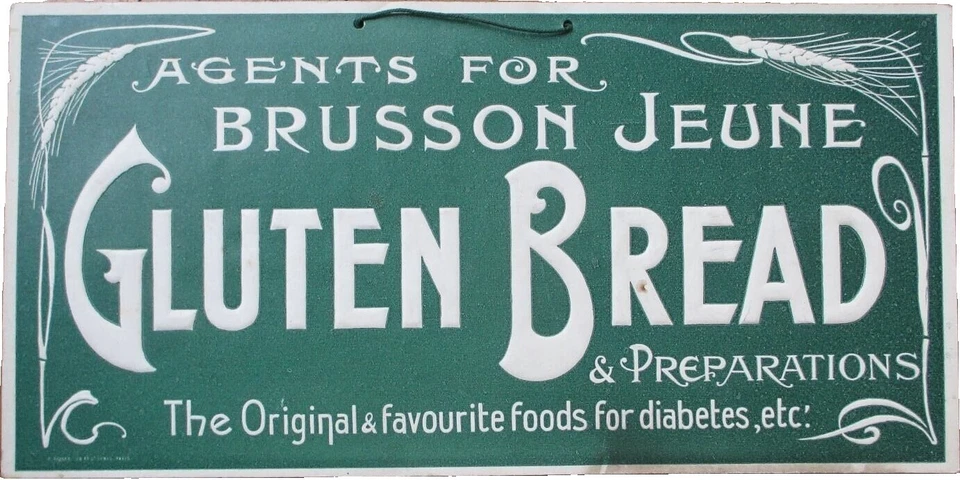 AGENTS FOR
BRUSSON JEUNE
GLUTEN BREAD
& PREPARATIONS
The Original & favourite foods for diabetes, etc: